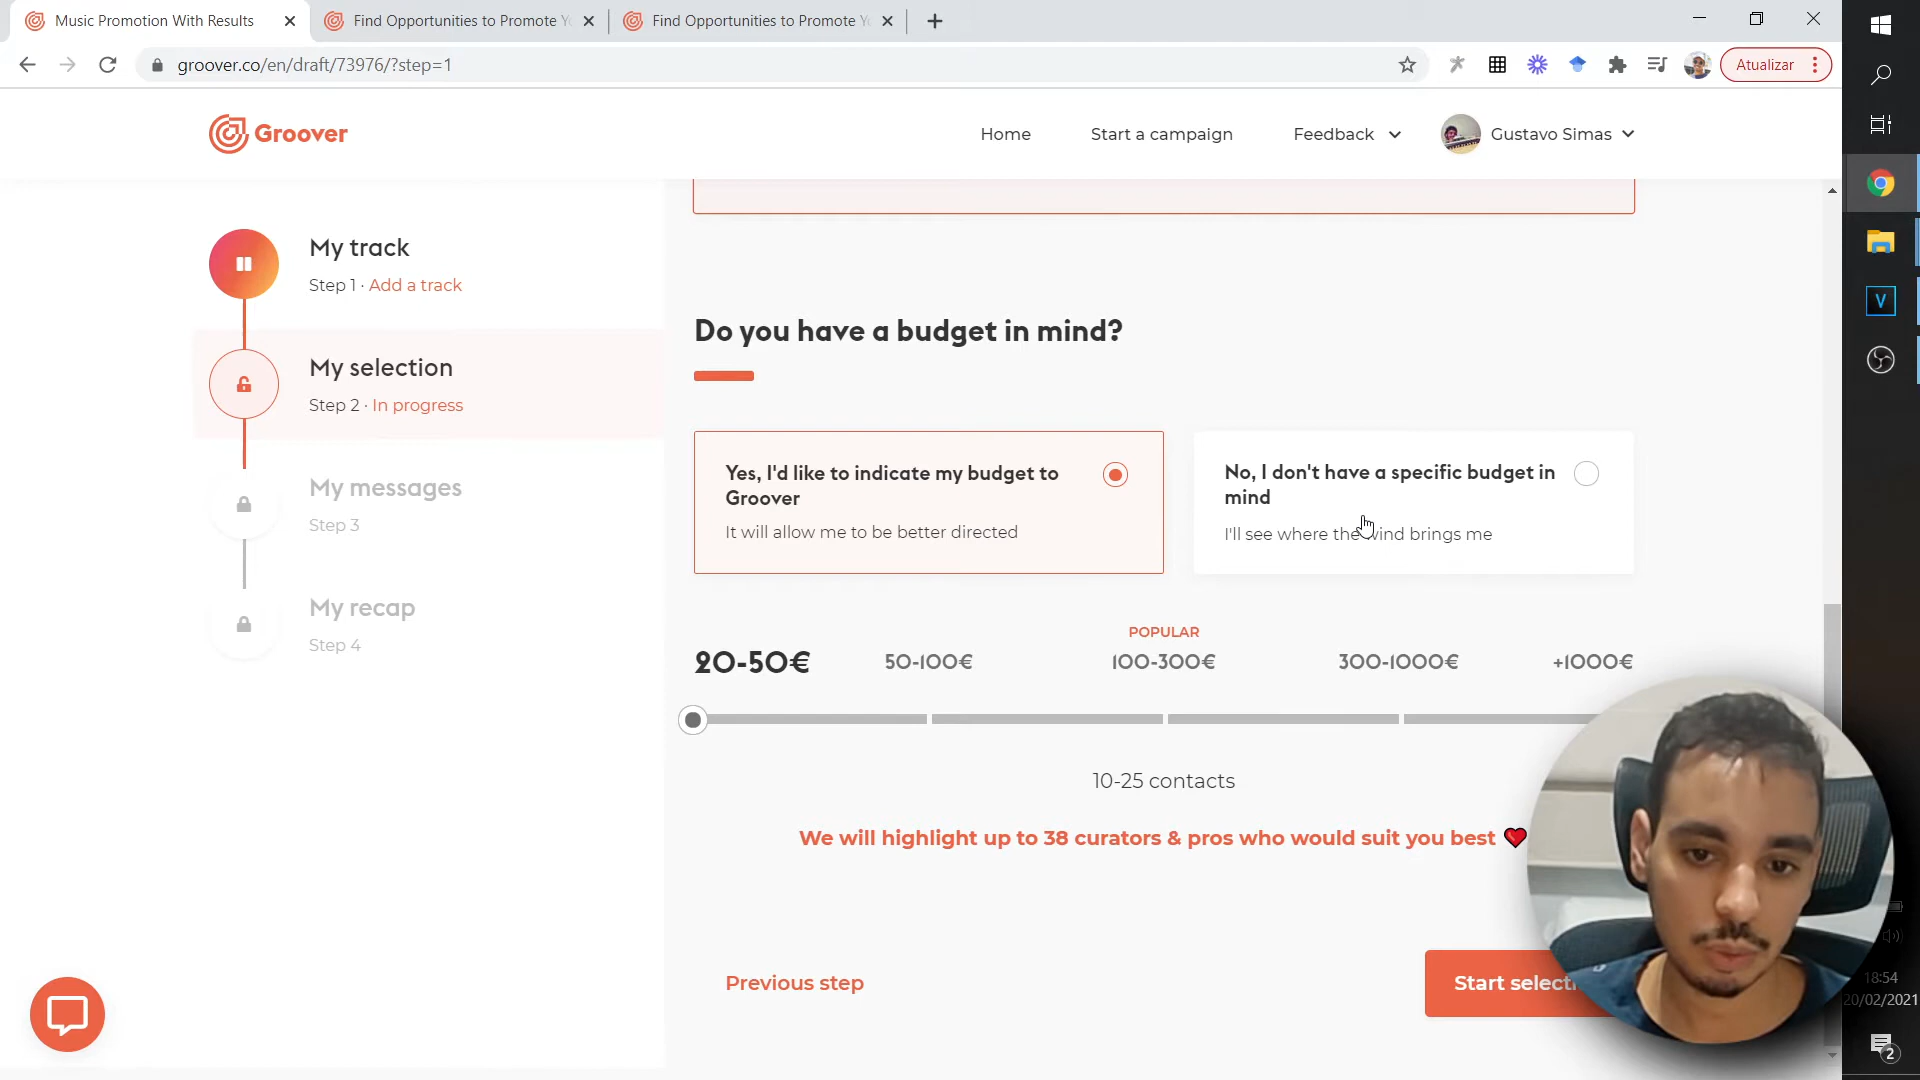 Music Promotion With Results
Find Opportunities to Promote Y
Find Opportunities to Promote Y
groover.co/en/draft/73976/?step=1
Atualizar
Groover
Home
Start a campaign
Feedback
Gustavo Simas
My track
Step 1 · Add a track
My selection
Step 2 · In progress
My messages
Step 3
My recap
Step 4
Do you have a budget in mind?
Yes, I'd like to indicate my budget to
Groover
It will allow me to be better directed
No, I don't have a specific budget in
mind
I'll see where the wind brings me
POPULAR
20-50€
50-100€
100-300€
300-1000€
+1000€
10-25 contacts
We will highlight up to 38 curators & pros who would suit you best
Previous step
Start selecti
V
18:54
20/02/2021
2